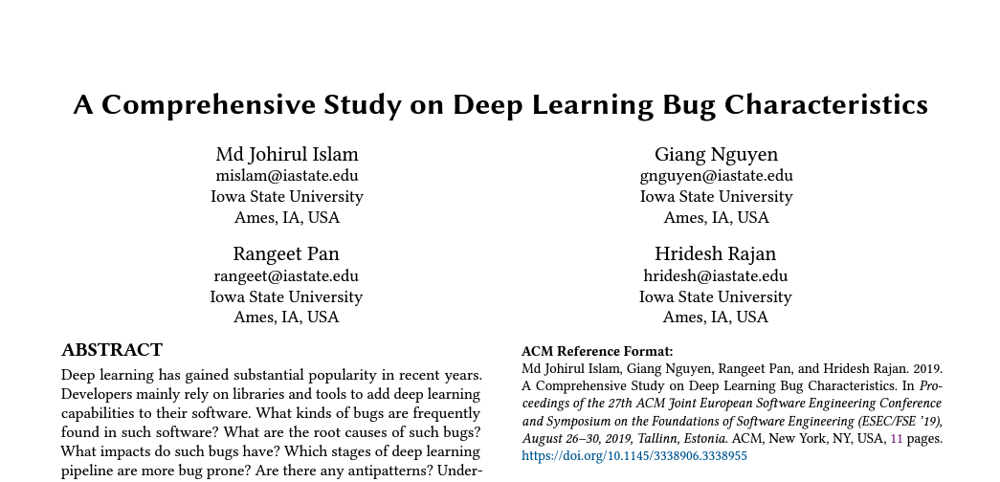 A Comprehensive Study on Deep Learning Bug Characteristics
Md Johirul Islam
mislam@iastate.edu
Iowa State University
Ames, IA, USA
Giang Nguyen
gnguyen@iastate.edu
Iowa State University
Ames, IA, USA
Rangeet Pan
rangeet@iastate.edu
Iowa State University
Ames, IA, USA
Hridesh Rajan
hridesh@iastate.edu
Iowa State University
Ames, IA, USA
ABSTRACT
Deep learning has gained substantial popularity in recent years.
Developers mainly rely on libraries and tools to add deep learning
capabilities to their software. What kinds of bugs are frequently
found in such software? What are the root causes of such bugs?
What impacts do such bugs have? Which stages of deep learning
pipeline are more bug prone? Are there any antipatterns? Under-
ACM Reference Format:
Md Johirul Islam, Giang Nguyen, Rangeet Pan, and Hridesh Rajan. 2019.
A Comprehensive Study on Deep Learning Bug Characteristics. In Pro-
ceedings of the 27th ACM Joint European Software Engineering Conference
and Symposium on the Foundations of Software Engineering (ESEC/FSE '19),
August 26–30, 2019, Tallinn, Estonia. ACM, New York, NY, USA, 11 pages.
https://doi.org/10.1145/3338906.3338955